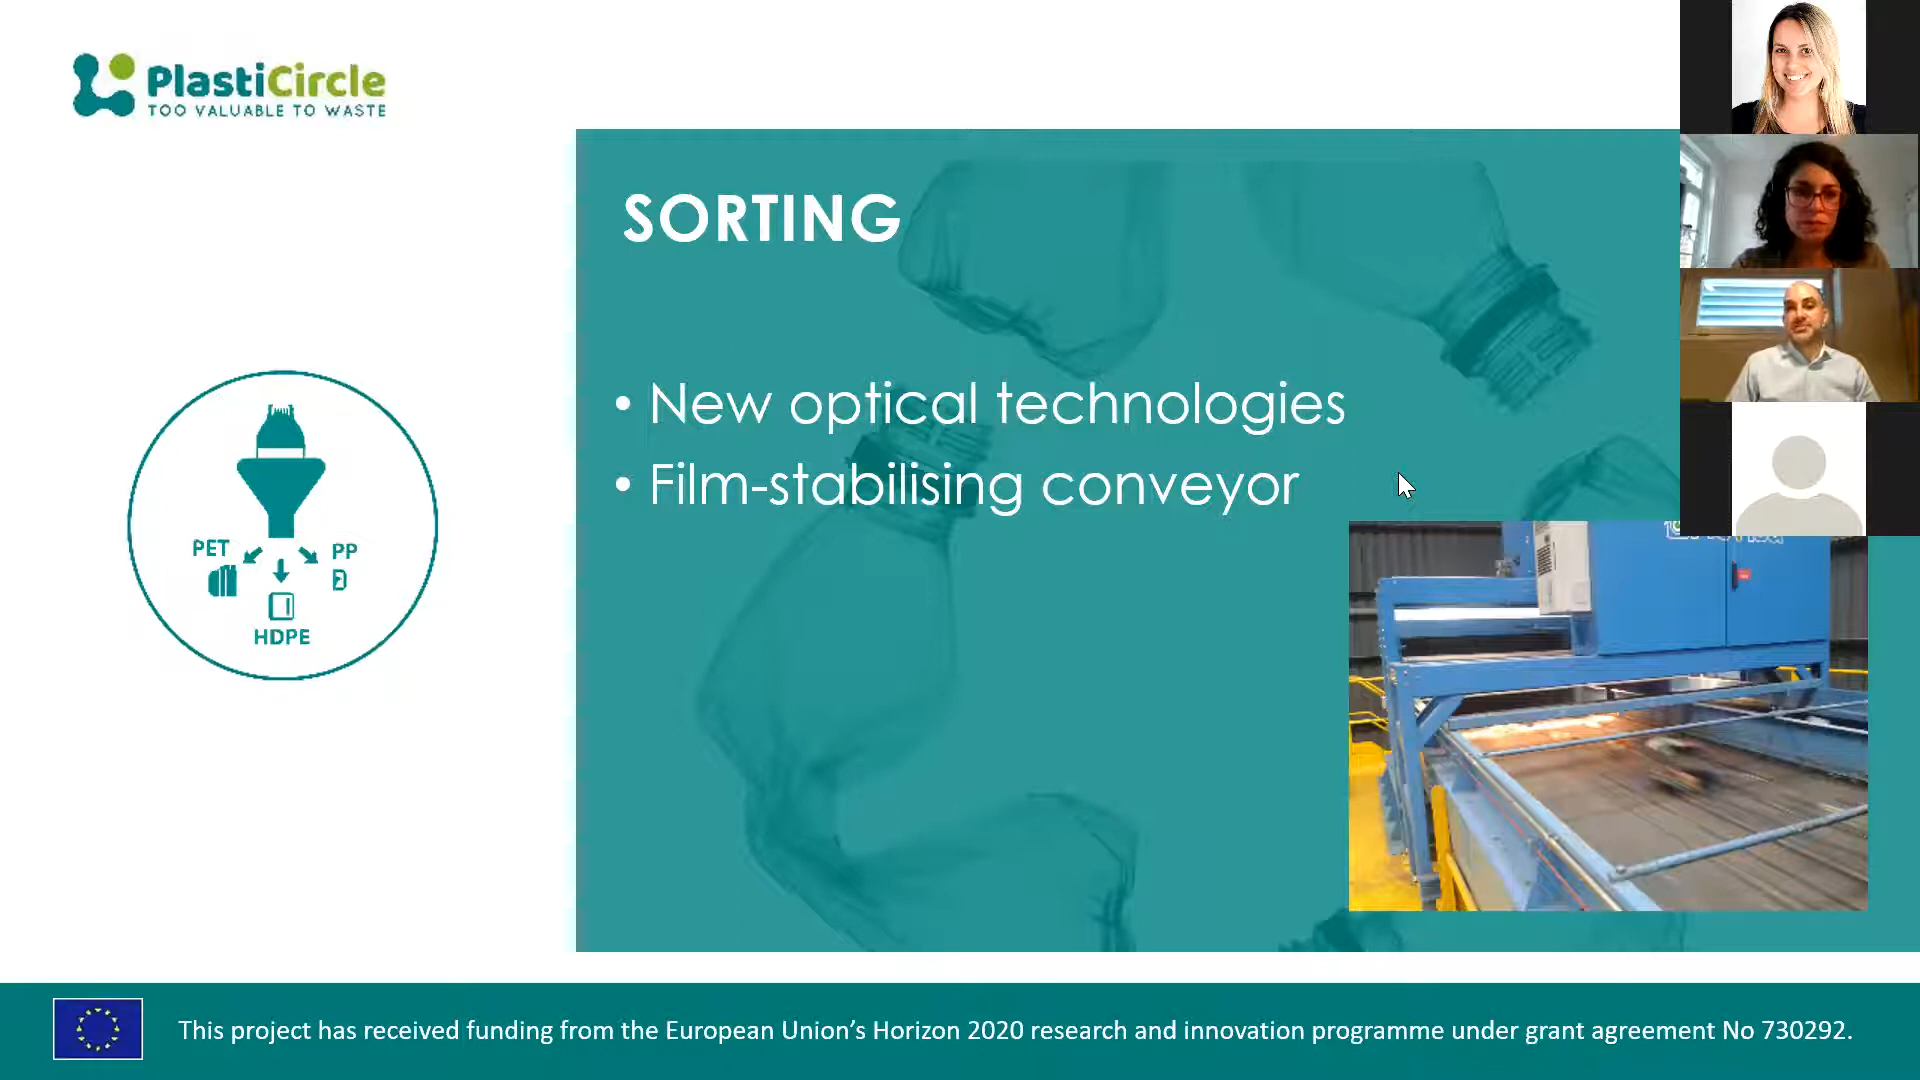 PlastiCircle
TOO VALUABLE TO WASTE
SORTING
• New optical technologies
• Film-stabilising conveyor
PET
PP
HDPE
This project has received funding from the European Union's Horizon 2020 research and innovation programme under grant agreement No 730292.